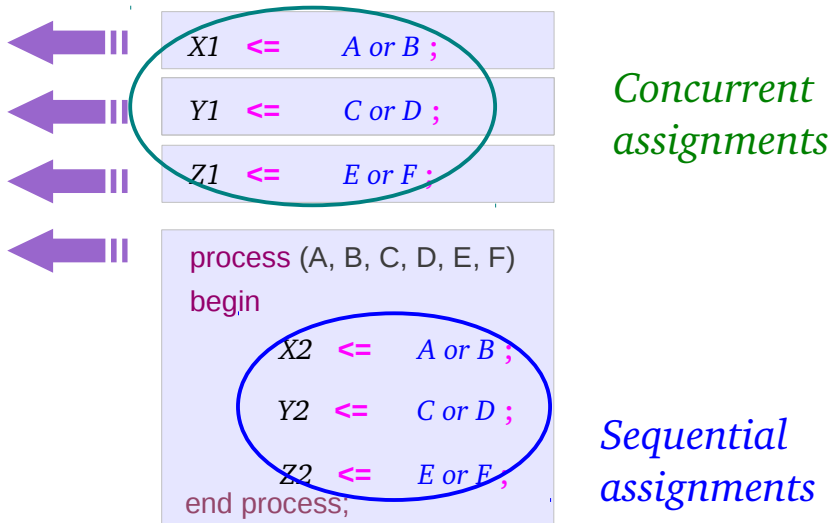 X1 <= A or B ;
Y1 <= C or D ;
Z1 <= E or F ;
Concurrent
assignments
process (A, B, C, D, E, F)
begin
X2 <= A or B ;
Y2 <= C or D ;
Z2 <= E or F ;
end process;
Sequential
assignments